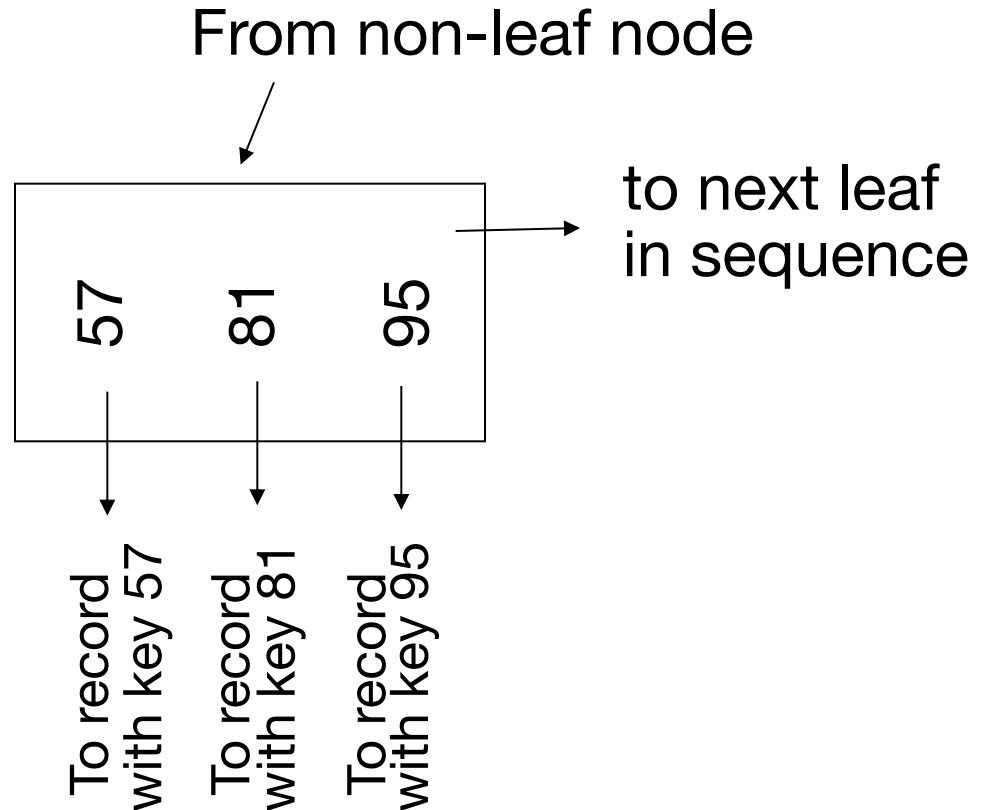 From non-leaf node
to next leaf
in sequence
57
81
95
To record
with key 57
To record
with key 81
To record
with key 95